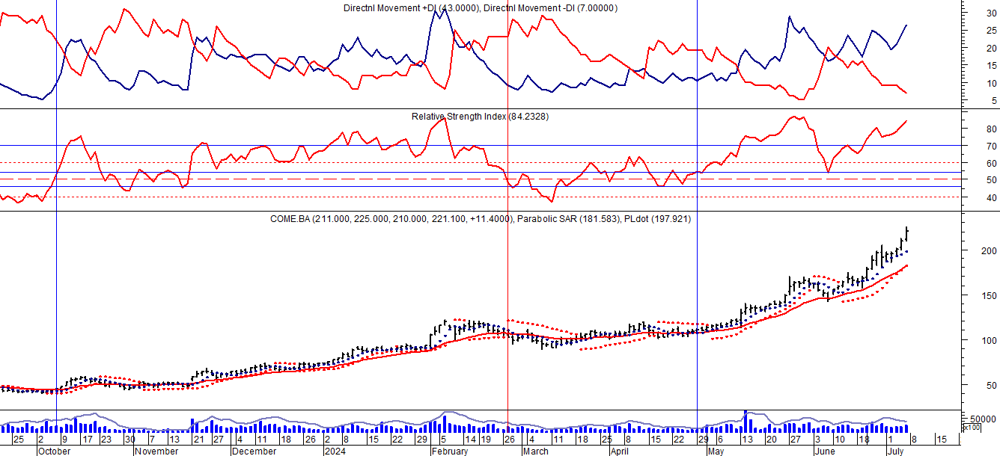 Directnl Movement +DI (43.0000), Directnl Movement -DI (7.00000)
30
25
20
15
10
5
Relative Strength Index (84.2328)
80
70
60
50
40
COME.BA (211.000, 225.000, 210.000, 221.100, +11.4000), Parabolic SAR (181.583), PLdot (197.921)
200
150
100
50
50000
x100
25 2 9 17 23 30 7 13 21 27 4 11 18 26 2 8 15 22 29 5 14 19 26 4 11 18 25 8 15 22 29 6 13 21 27 3 10 18 1 8 15
October November December 2024 February March April May June July